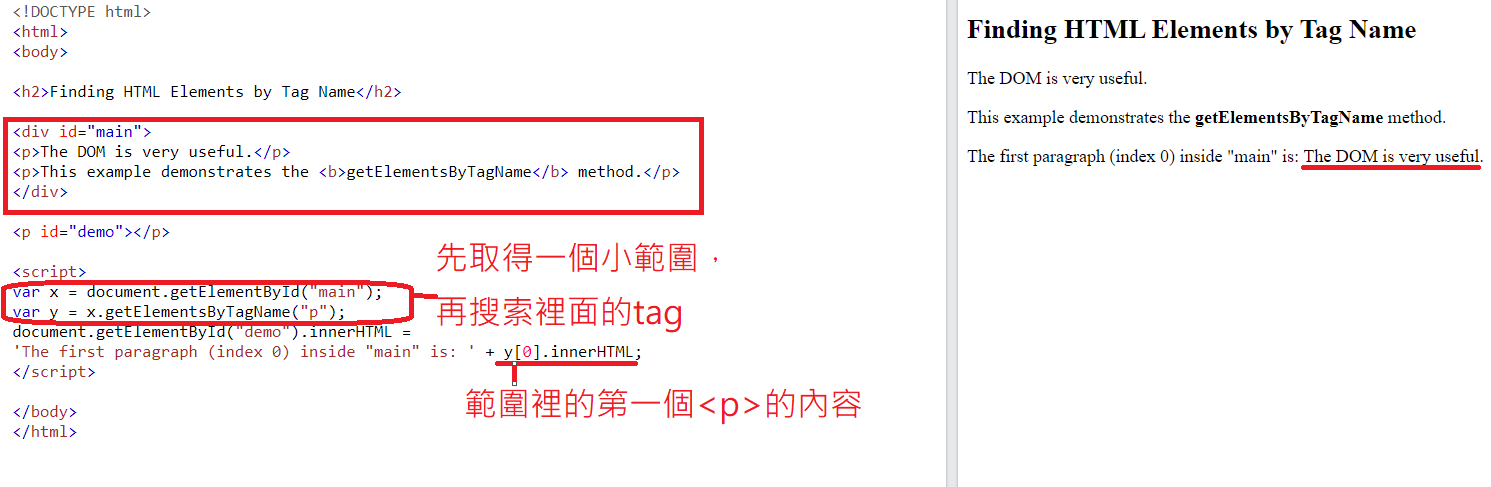 <!DOCTYPE html>
<html>
<body>
<h2>Finding HTML Elements by Tag Name</h2>
<div id="main">
<p>The DOM is very useful.</p>
<p>This example demonstrates the <b>getElementsByTagName</b> method.</p>
</div>
<p id="demo"></p>
<script>
var x = document.getElementById("main");
var y = x.getElementsByTagName("p");
document.getElementById("demo").innerHTML =
'The first paragraph (index 0) inside "main" is: ' + y[0].innerHTML;
</script>
</body>
</html>
先取得一個小範圍，
再搜索裡面的tag
範圍裡的第一個<p>的內容
Finding HTML Elements by Tag Name
The DOM is very useful.
This example demonstrates the getElementsByTagName method.
The first paragraph (index 0) inside "main" is: The DOM is very useful.